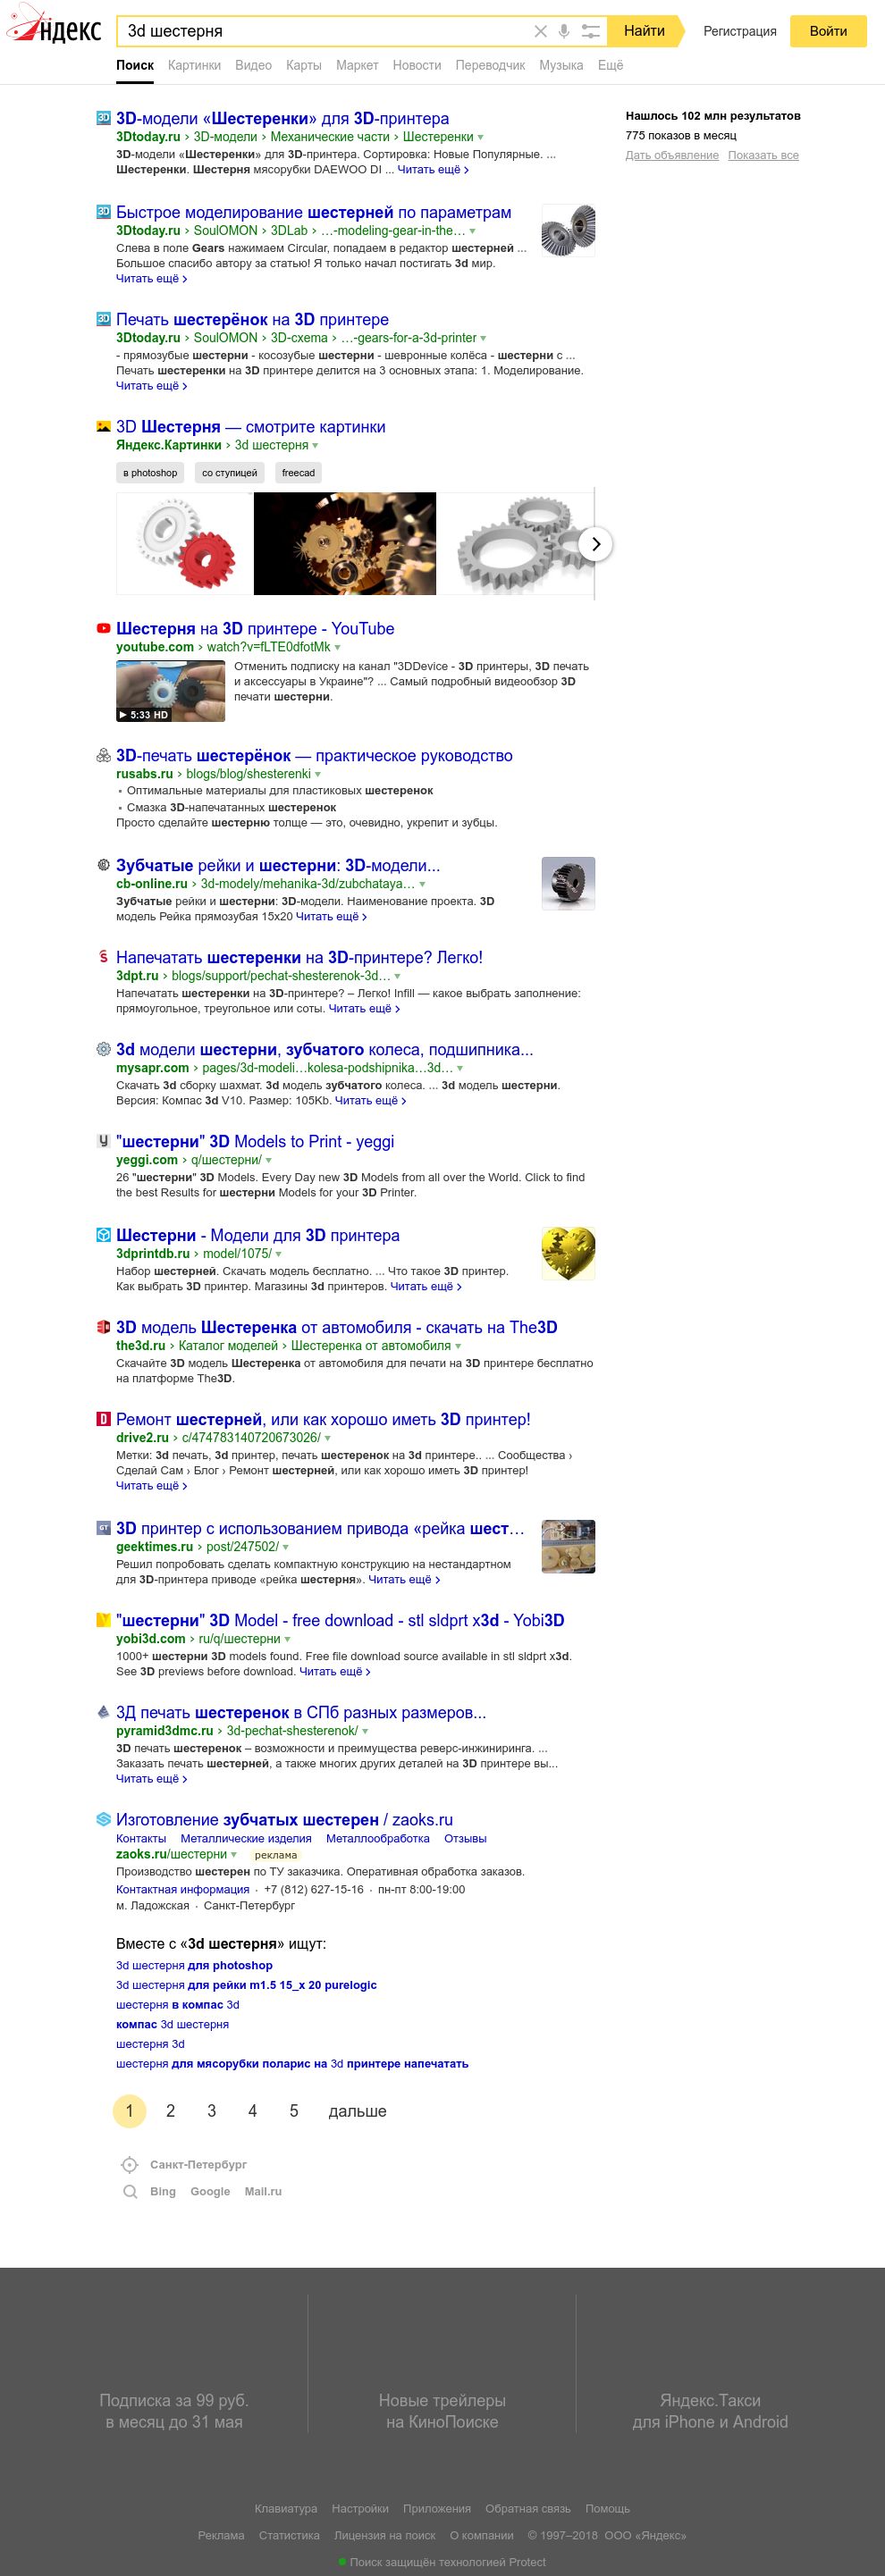 Яндекс
3d шестерня
Найти
Регистрация
Войти
Поиск Картинки Видео Карты Маркет Новости Переводчик Музыка Ещё
3D-модели «Шестеренки» для 3D-принтера
3Dtoday.ru › 3D-модели › Механические части › Шестеренки
3D-модели «Шестеренки» для 3D-принтера. Сортировка: Новые Популярные. ...
Шестеренки. Шестерня мясорубки DAEWOO DI ... Читать ещё ›
Нашлось 102 млн результатов
775 показов в месяц
Дать объявление Показать все
Быстрое моделирование шестерней по параметрам
3Dtoday.ru › SoulOMON › 3DLab › …-modeling-gear-in-the…
Слева в поле Gears нажимаем Circular, попадаем в редактор шестерней ...
Большое спасибо автору за статью! Я только начал постигать 3d мир.
Читать ещё ›
Печать шестерёнок на 3D принтере
3Dtoday.ru › SoulOMON › 3D-схема › …-gears-for-a-3d-printer
- прямозубые шестерни - косозубые шестерни - шевронные колёса - шестерни с ...
Печать шестеренки на 3D принтере делится на 3 основных этапа: 1. Моделирование.
Читать ещё ›
3D Шестерня — смотрите картинки
Яндекс.Картинки › 3d шестерня
в photoshop со ступицей freecad
Шестерня на 3D принтере - YouTube
youtube.com › watch?v=fLTE0dfotMk
Отменить подписку на канал "3DDevice - 3D принтеры, 3D печать
и аксессуары в Украине"? ... Самый подробный видеообзор 3D
печати шестерни.
5:33 HD
3D-печать шестерёнок — практическое руководство
rusabs.ru › blogs/blog/shesterenki
• Оптимальные материалы для пластиковых шестеренок
• Смазка 3D-напечатанных шестеренок
Просто сделайте шестерню толще — это, очевидно, укрепит и зубцы.
Зубчатые рейки и шестерни: 3D-модели...
cb-online.ru › 3d-modely/mehanika-3d/zubchataya…
Зубчатые рейки и шестерни: 3D-модели. Наименование проекта. 3D
модель Рейка прямозубая 15x20 Читать ещё ›
Напечатать шестеренки на 3D-принтере? Легко!
3dpt.ru › blogs/support/pechat-shesterenok-3d…
Напечатать шестеренки на 3D-принтере? – Легко! Infill — какое выбрать заполнение:
прямоугольное, треугольное или соты. Читать ещё ›
3d модели шестерни, зубчатого колеса, подшипника...
mysapr.com › pages/3d-modeli…kolesa-podshipnika…3d…
Скачать 3d сборку шахмат. 3d модель зубчатого колеса. ... 3d модель шестерни.
Версия: Компас 3d V10. Размер: 105Kb. Читать ещё ›
"шестерни" 3D Models to Print - yeggi
yeggi.com › q/шестерни/
26 "шестерни" 3D Models. Every Day new 3D Models from all over the World. Click to find
the best Results for шестерни Models for your 3D Printer.
Шестерни - Модели для 3D принтера
3dprintdb.ru › model/1075/
Набор шестерней. Скачать модель бесплатно. ... Что такое 3D принтер.
Как выбрать 3D принтер. Магазины 3d принтеров. Читать ещё ›
3D модель Шестеренка от автомобиля - скачать на The3D
the3d.ru › Каталог моделей › Шестеренка от автомобиля
Скачайте 3D модель Шестеренка от автомобиля для печати на 3D принтере бесплатно
на платформе The3D.
Ремонт шестерней, или как хорошо иметь 3D принтер!
drive2.ru › c/474783140720673026/
Метки: 3d печать, 3d принтер, печать шестеренок на 3d принтере.. ... Сообщества ›
Сделай Сам › Блог › Ремонт шестерней, или как хорошо иметь 3D принтер!
Читать ещё ›
3D принтер с использованием привода «рейка шест…
geektimes.ru › post/247502/
Решил попробовать сделать компактную конструкцию на нестандартном
для 3D-принтера приводе «рейка шестерня». Читать ещё ›
"шестерни" 3D Model - free download - stl sldprt x3d - Yobi3D
yobi3d.com › ru/q/шестерни
1000+ шестерни 3D models found. Free file download source available in stl sldprt x3d.
See 3D previews before download. Читать ещё ›
3Д печать шестеренок в СПб разных размеров...
pyramid3dmc.ru › 3d-pechat-shesterenok/
3D печать шестеренок – возможности и преимущества реверс-инжиниринга. ...
Заказать печать шестерней, а также многих других деталей на 3D принтере вы...
Читать ещё ›
Изготовление зубчатых шестерен / zaoks.ru
Контакты Металлические изделия Металлообработка Отзывы
zaoks.ru/шестерни реклама
Производство шестерен по ТУ заказчика. Оперативная обработка заказов.
Контактная информация · +7 (812) 627-15-16 · пн-пт 8:00-19:00
м. Ладожская · Санкт-Петербург
Вместе с «3d шестерня» ищут:
3d шестерня для photoshop
3d шестерня для рейки m1.5 15_x 20 purelogic
шестерня в компас 3d
компас 3d шестерня
шестерня 3d
шестерня для мясорубки поларис на 3d принтере напечатать
1 2 3 4 5 дальше
Санкт-Петербург
Bing Google Mail.ru
Подписка за 99 руб.
в месяц до 31 мая
Новые трейлеры
на КиноПоиске
Яндекс.Такси
для iPhone и Android
Клавиатура Настройки Приложения Обратная связь Помощь
Реклама Статистика Лицензия на поиск О компании © 1997–2018 ООО «Яндекс»
Поиск защищён технологией Protect